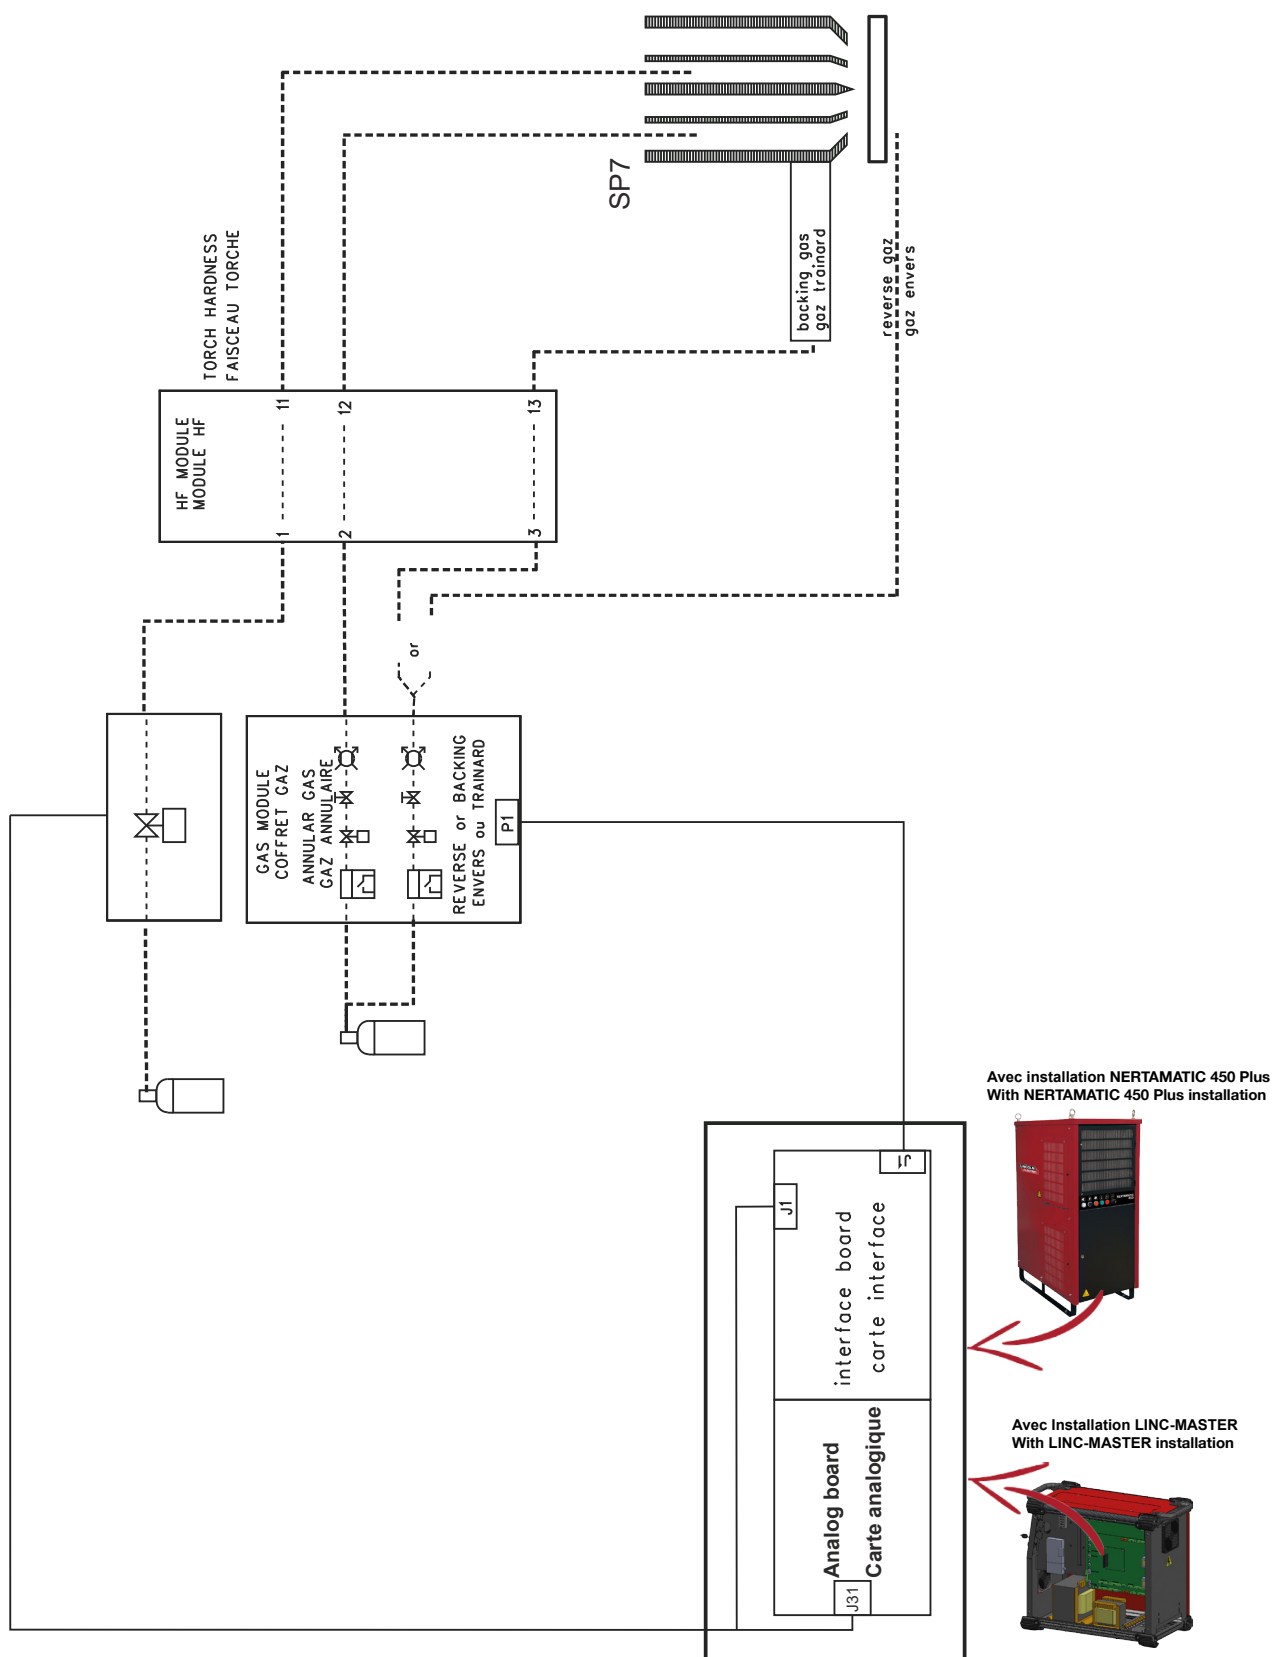 SP7
backing gas
gaz trainard
reverse gaz
gaz envers
TORCH HARDNESS
FAISCEAU TORCHE
HF MODULE
MODULE HF
11
12
13
1
2
3
or
GAS MODULE
COFFRET GAZ
ANNULAR GAS
GAZ ANNULAIRE
REVERSE or BACKING
ENVERS ou TRAINARD
P1
Avec installation NERTAMATIC 450 Plus
With NERTAMATIC 450 Plus installation
LINCOLN
J1
J1
interface board
carte interface
Avec Installation LINC-MASTER
With LINC-MASTER installation
Analog board
Carte analogique
J31